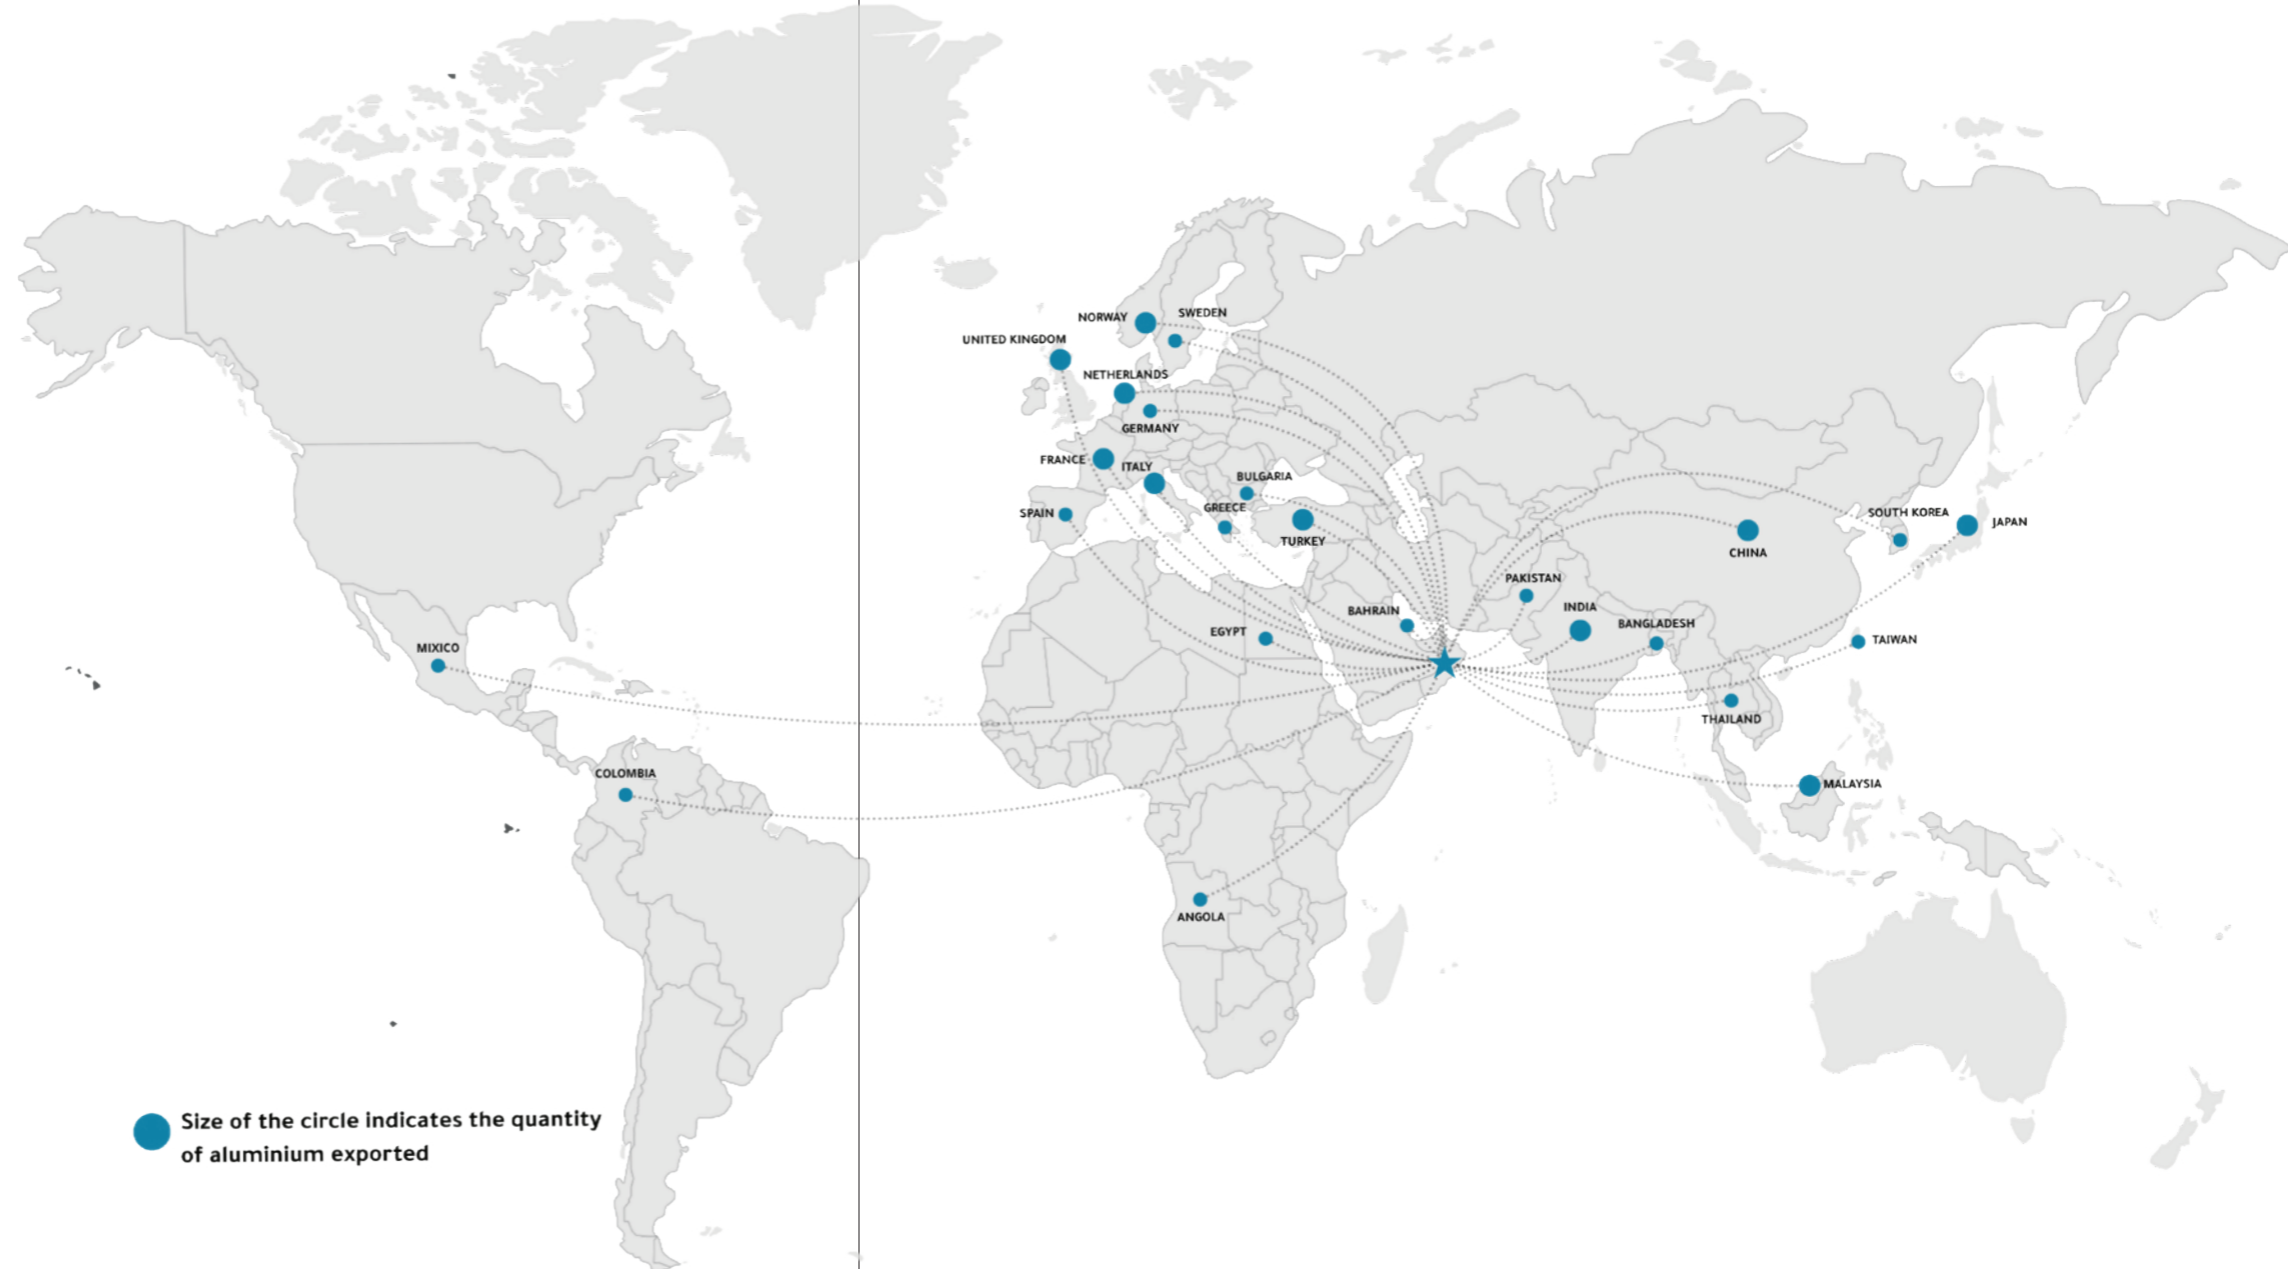 NORWAY
SWEDEN
UNITED KINGDOM
NETHERLANDS
GERMANY
FRANCE
ITALY
BULGARIA
SPAIN
GREECE
TURKEY
SOUTH KOREA
JAPAN
CHINA
PAKISTAN
INDIA
BAHRAIN
BANGLADESH
EGYPT
TAIWAN
MIXICO
THAILAND
COLOMBIA
MALAYSIA
ANGOLA
Size of the circle indicates the quantity
of aluminium exported